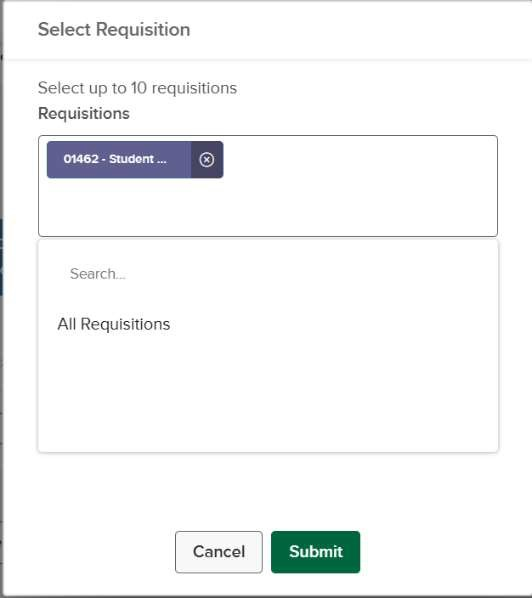 Select Requisition
Select up to 10 requisitions
Requisitions
01462 - Student ...
Search...
All Requisitions
Cancel Submit